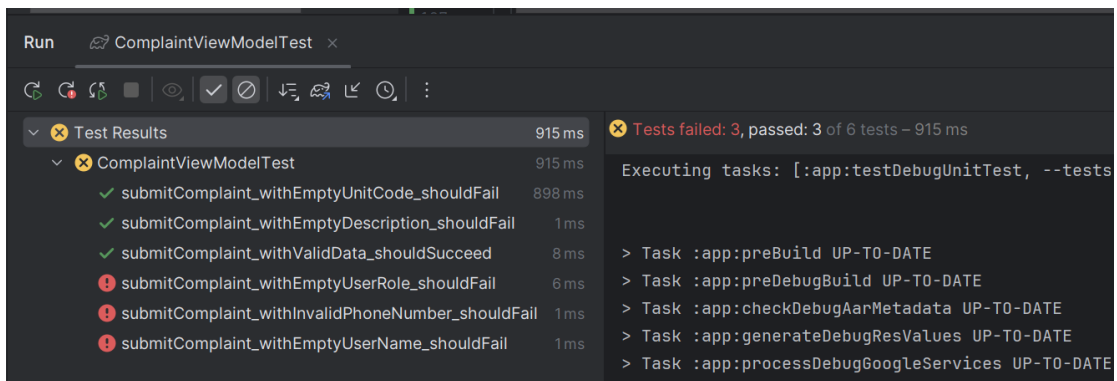 Run ComplaintViewModelTest
Test Results 915 ms
ComplaintViewModelTest 915 ms
submitComplaint_withEmptyUnitCode_shouldFail 898 ms
submitComplaint_withEmptyDescription_shouldFail 1 ms
submitComplaint_withValidData_shouldSucceed 8 ms
submitComplaint_withEmptyUserRole_shouldFail 6 ms
submitComplaint_withInvalidPhoneNumber_shouldFail 1 ms
submitComplaint_withEmptyUserName_shouldFail 1 ms
Tests failed: 3, passed: 3 of 6 tests – 915 ms
Executing tasks: [:app:testDebugUnitTest, --tests
> Task :app:preBuild UP-TO-DATE
> Task :app:preDebugBuild UP-TO-DATE
> Task :app:checkDebugAarMetadata UP-TO-DATE
> Task :app:generateDebugResValues UP-TO-DATE
> Task :app:processDebugGoogleServices UP-TO-DATE